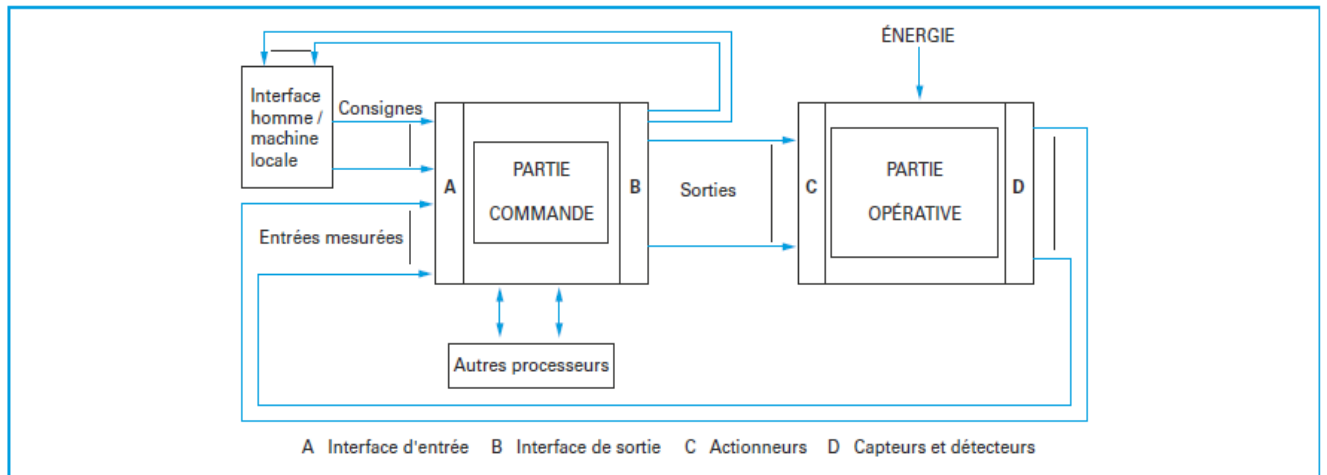 ÉNERGIE
Interface
homme /
machine
locale
Consignes
Entrées mesurées
A
PARTIE
COMMANDE
B
Sorties
C
PARTIE
OPÉRATIVE
D
Autres processeurs
A Interface d'entrée B Interface de sortie C Actionneurs D Capteurs et détecteurs